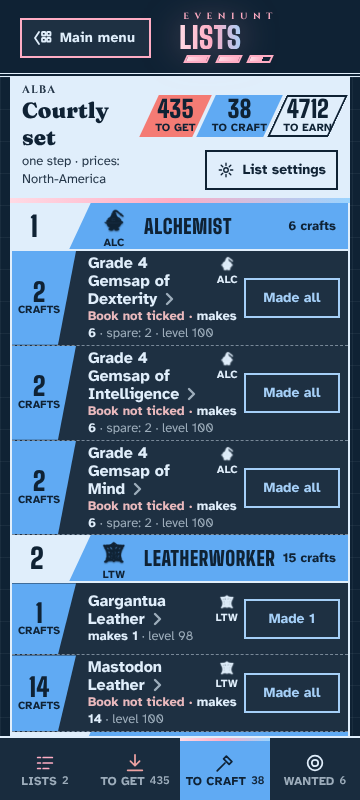 Main menu
EVENIUNT
LISTS
ALBA
Courtly
set
one step · prices:
North-America
435
TO GET
38
TO CRAFT
4712
TO EARN
List settings
1
ALC
ALCHEMIST
6 crafts
2
CRAFTS
Grade 4
Gemsap of
Dexterity
Book not ticked · makes
6 · spare: 2 · level 100
ALC
Made all
2
CRAFTS
Grade 4
Gemsap of
Intelligence
Book not ticked · makes
6 · spare: 2 · level 100
ALC
Made all
2
CRAFTS
Grade 4
Gemsap of
Mind
Book not ticked · makes
6 · spare: 2 · level 100
ALC
Made all
2
LTW
LEATHERWORKER
15 crafts
1
CRAFTS
Gargantua
Leather
makes 1 · level 98
LTW
Made 1
14
CRAFTS
Mastodon
Leather
Book not ticked · makes
14 · level 100
LTW
Made all
LISTS 2
TO GET 435
TO CRAFT 38
WANTED 6